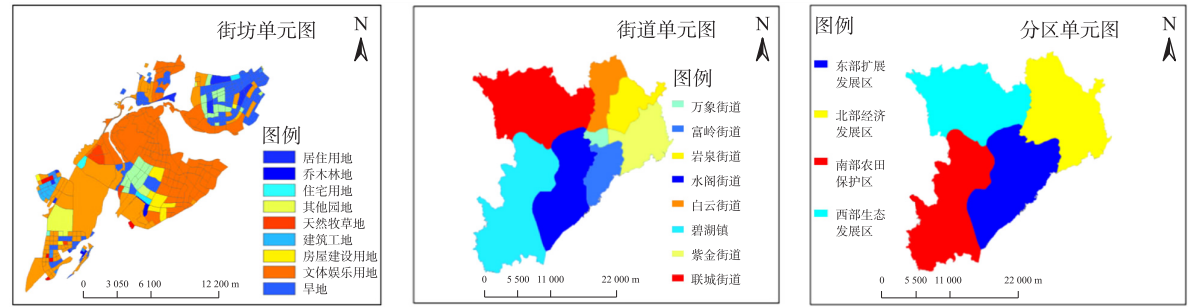 街坊单元图
N
图例
居住用地
乔木林地
住宅用地
其他园地
天然牧草地
建筑工地
房屋建设用地
文体娱乐用地
旱地
0 3 050 6 100 12 200 m
街道单元图
N
图例
万象街道
富岭街道
岩泉街道
水阁街道
白云街道
碧湖镇
紫金街道
联城街道
0 5 500 11 000 22 000 m
图例
分区单元图
N
东部扩展
发展区
北部经济
发展区
南部农田
保护区
西部生态
发展区
0 5 500 11 000 22 000 m